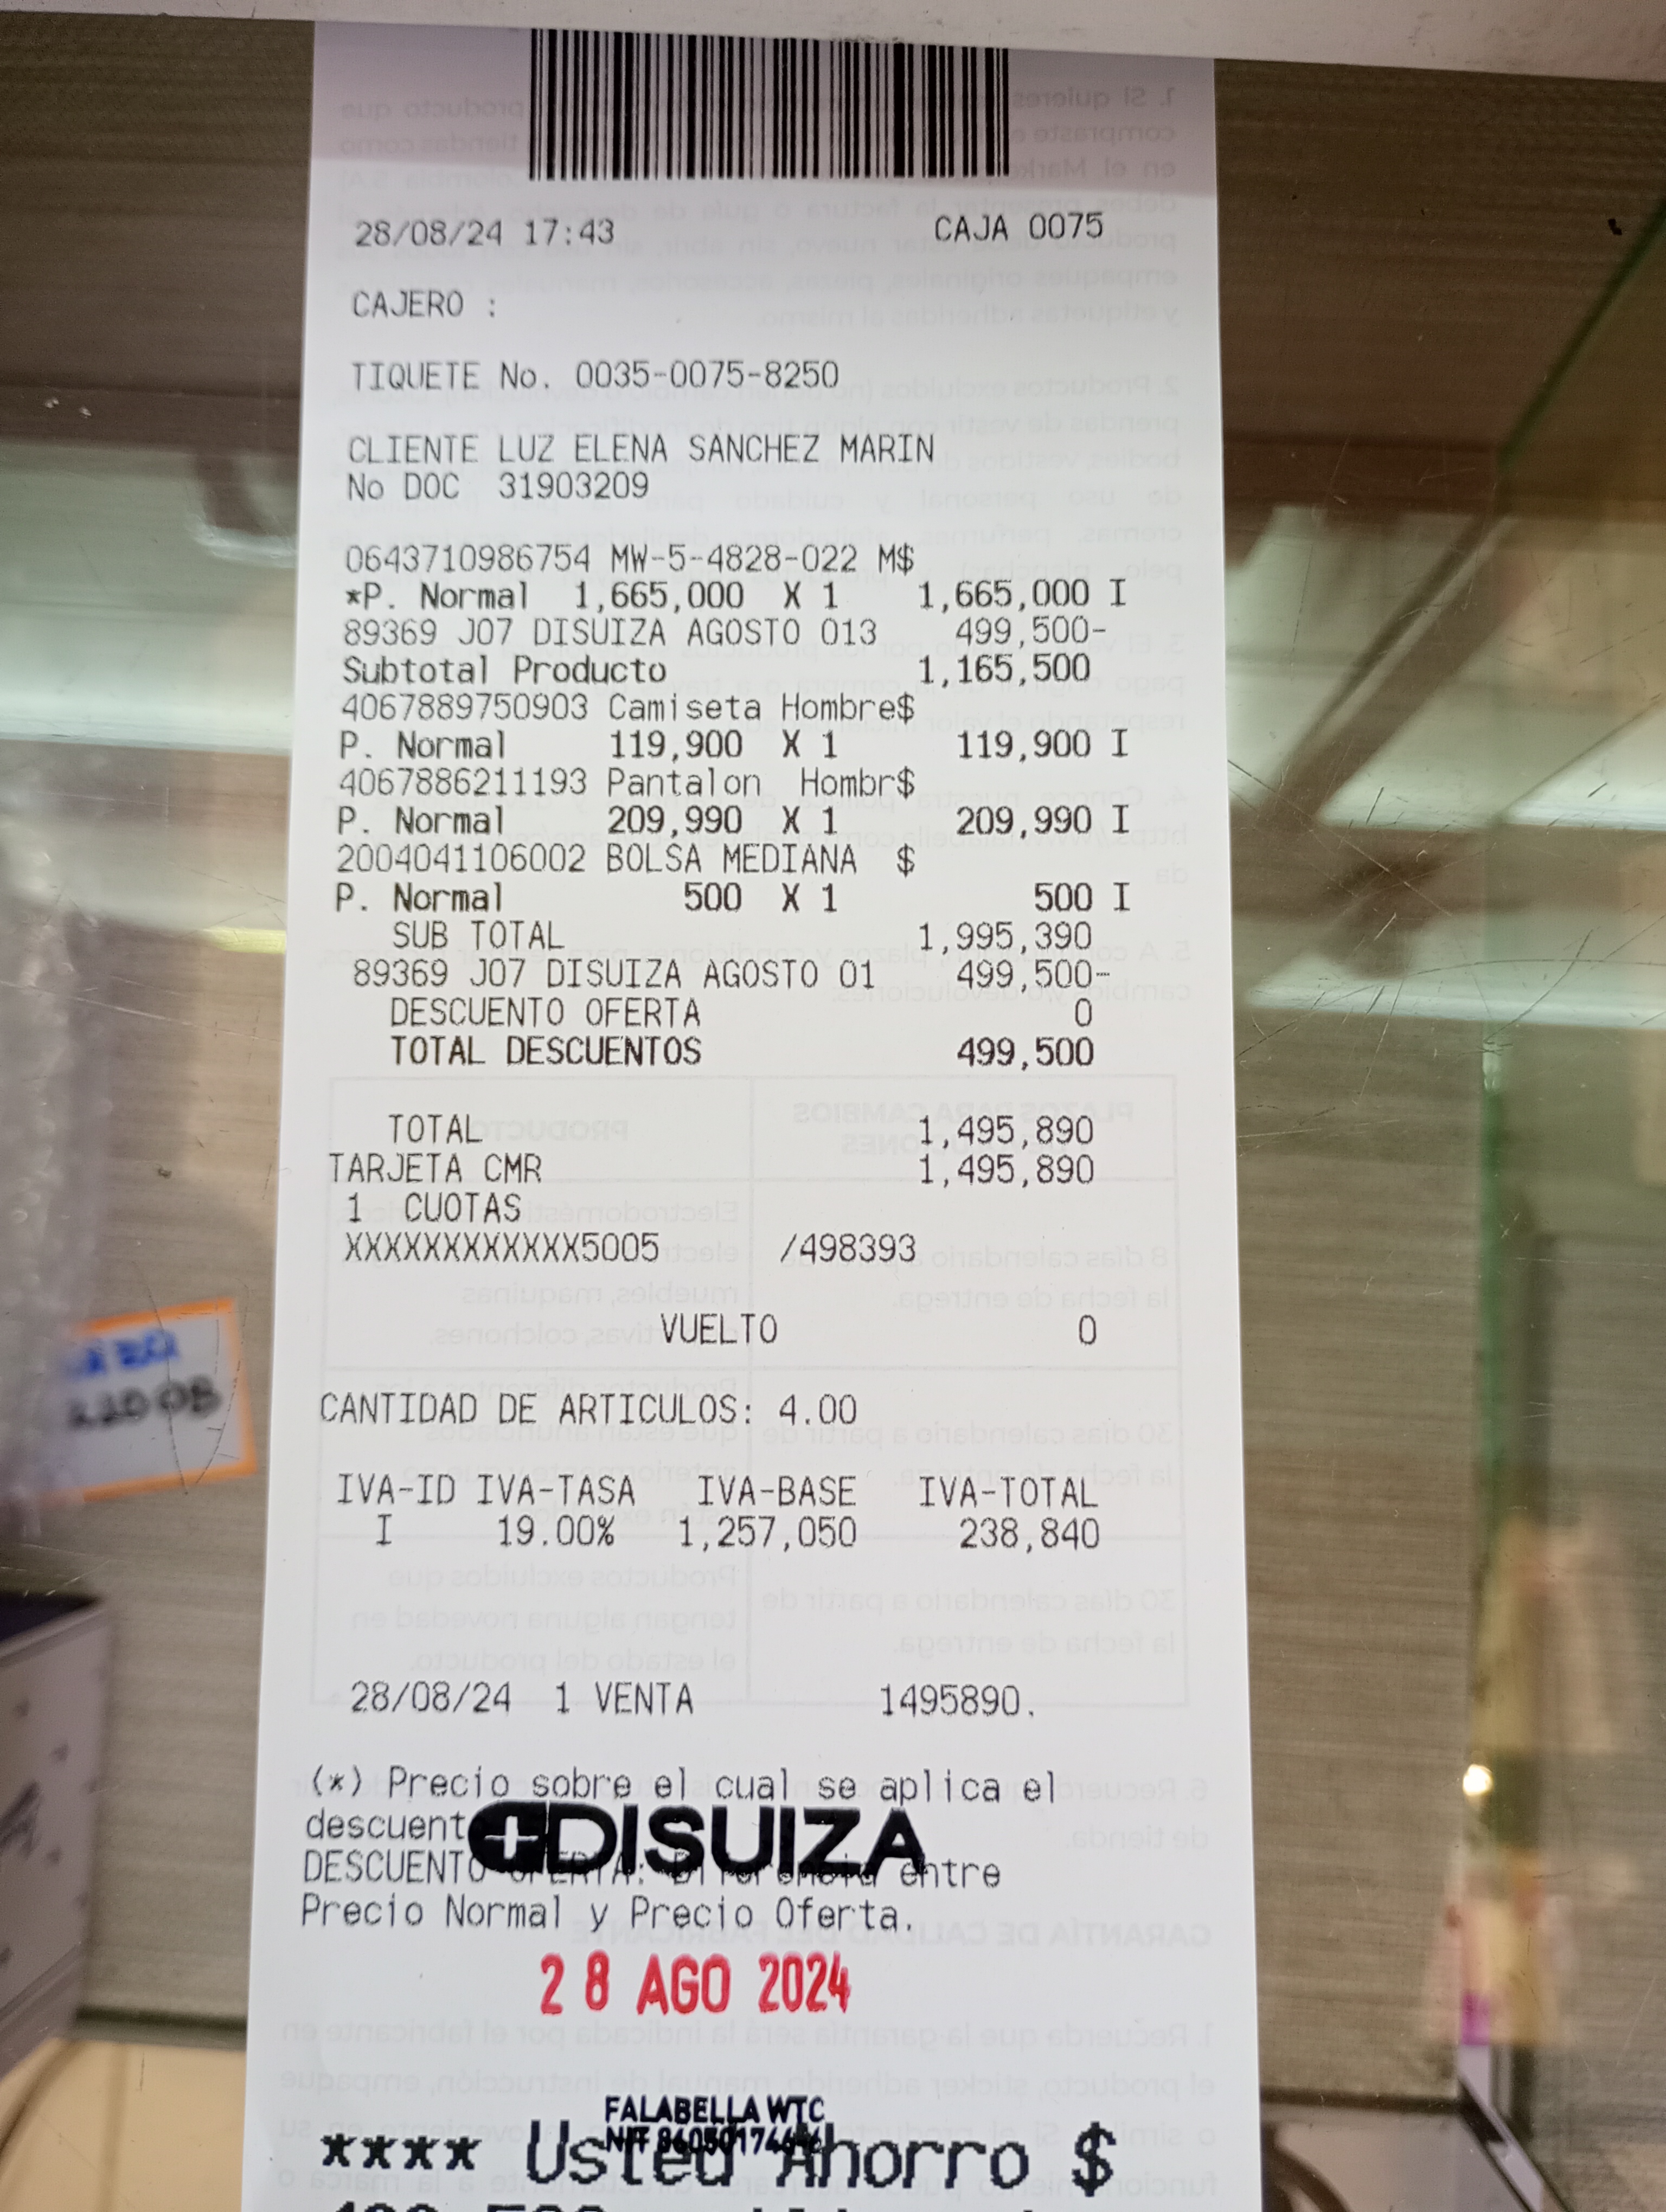 28/08/24 17:43 CAJA 0075
CAJERO :
TIQUETE No. 0035-0075-8250
CLIENTE LUZ ELENA SANCHEZ MARIN
No DOC 31903209
0643710986754 MW-5-4828-022 M$
*P. Normal 1,665,000 X 1 1,665,000 I
89369 J07 DISUIZA AGOSTO 013 499,500-
Subtotal Producto 1,165,500
4067889750903 Camiseta Hombre$
P. Normal 119,900 X 1 119,900 I
4067886211193 Pantalon Hombr$
P. Normal 209,990 X 1 209,990 I
2004041106002 BOLSA MEDIANA $
P. Normal 500 X 1 500 I
SUB TOTAL 1,995,390
89369 J07 DISUIZA AGOSTO 01 499,500-
DESCUENTO OFERTA 0
TOTAL DESCUENTOS 499,500
TOTAL 1,495,890
TARJETA CMR 1,495,890
1 CUOTAS
XXXXXXXXXXXX5005 /498393
VUELTO 0
CANTIDAD DE ARTICULOS: 4.00
IVA-ID IVA-TASA IVA-BASE IVA-TOTAL
I 19.00% 1,257,050 238,840
28/08/24 1 VENTA 1495890.
(*) Precio sobre el cual se aplica el
descuent
DISUIZA
DESCUENTO OFERTA: Diferencia entre
Precio Normal y Precio Oferta.
28 AGO 2024
FALABELLA WTC
NIT
**** Usted Ahorro $